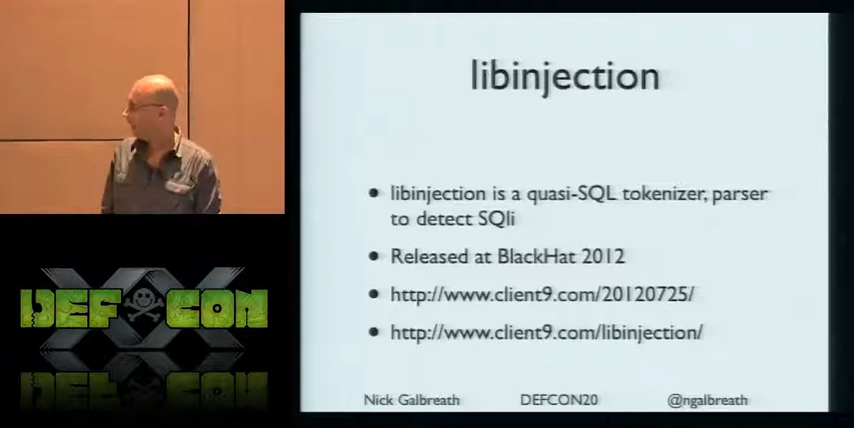 libinjection
• libinjection is a quasi-SQL tokenizer, parser
to detect SQLi
• Released at BlackHat 2012
• http://www.client9.com/20120725/
• http://www.client9.com/libinjection/
Nick Galbreath DEFCON20 @ngalbreath
DEF CON
XX